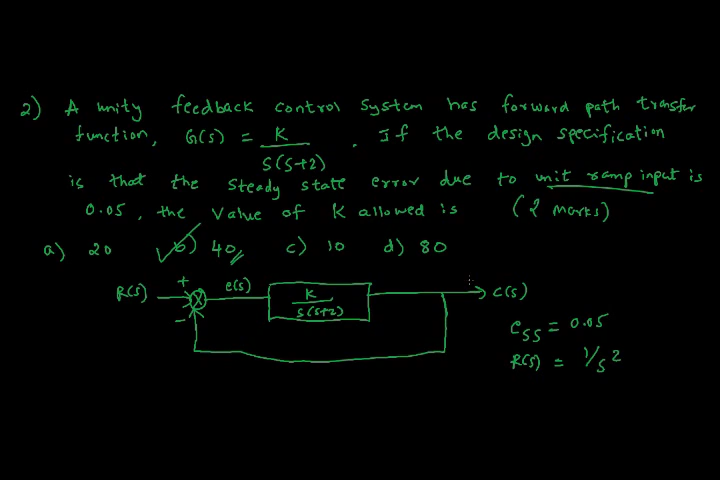 2) A unity feedback control system has forward path transfer
function, G(s) = K / s(s+2) . If the design specification
is that the steady state error due to unit ramp input is
0.05, the value of K allowed is (2 marks)
a) 20 b) 40 c) 10 d) 80
R(s) + - e(s) K / s(s+2) C(s)
ess = 0.05
R(s) = 1/s²